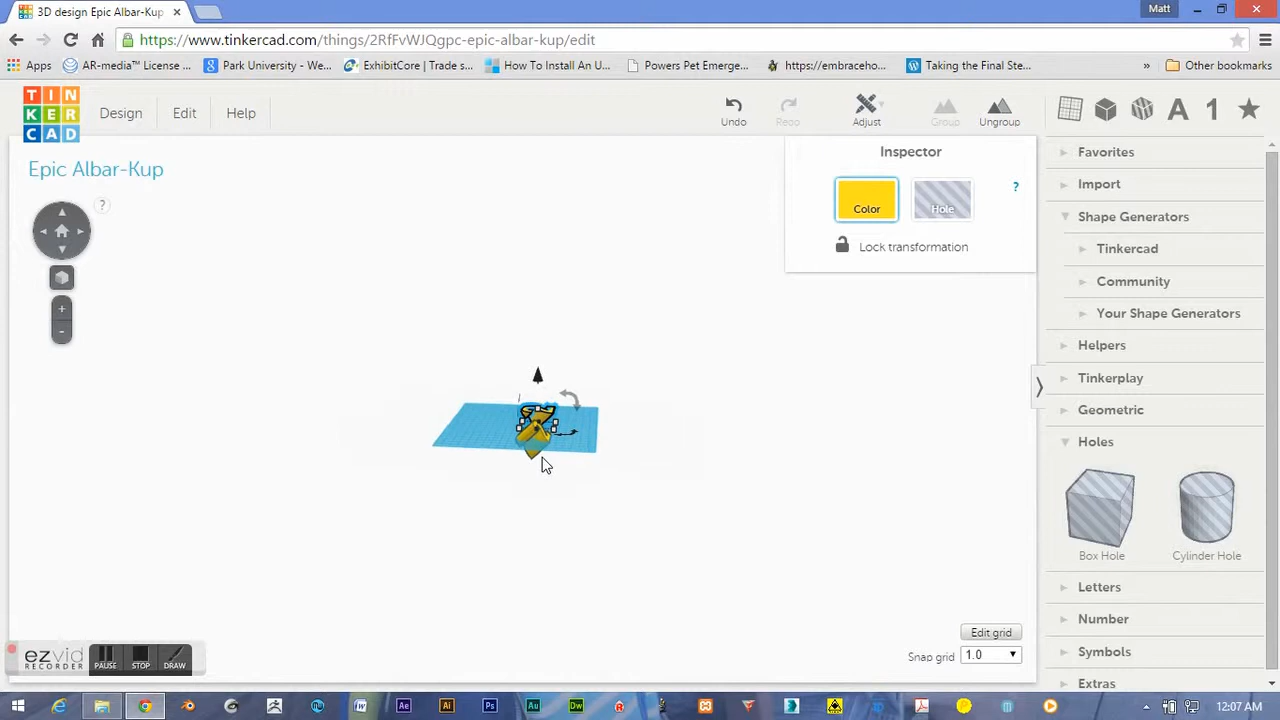 3D design Epic Albar-Kup
Matt
https://www.tinkercad.com/things/2RfFvWJQgpc-epic-albar-kup/edit
Apps AR-media™ License ... Park University - We... ExhibitCore | Trade s... How To Install An U... Powers Pet Emerge... https://embraceho... Taking the Final Ste... » Other bookmarks
TIN
KER
CAD
Design Edit Help
Undo Redo Adjust Group Ungroup
A 1
Epic Albar-Kup
?
+
-
Inspector
Color Hole
?
Lock transformation
Favorites
Import
Shape Generators
Tinkercad
Community
Your Shape Generators
Helpers
Tinkerplay
Geometric
Holes
Box Hole Cylinder Hole
Letters
Number
Symbols
Extras
Edit grid
Snap grid 1.0
ezvid
RECORDER
PAUSE STOP DRAW
Ae Ai Ps Au Dw
12:07 AM